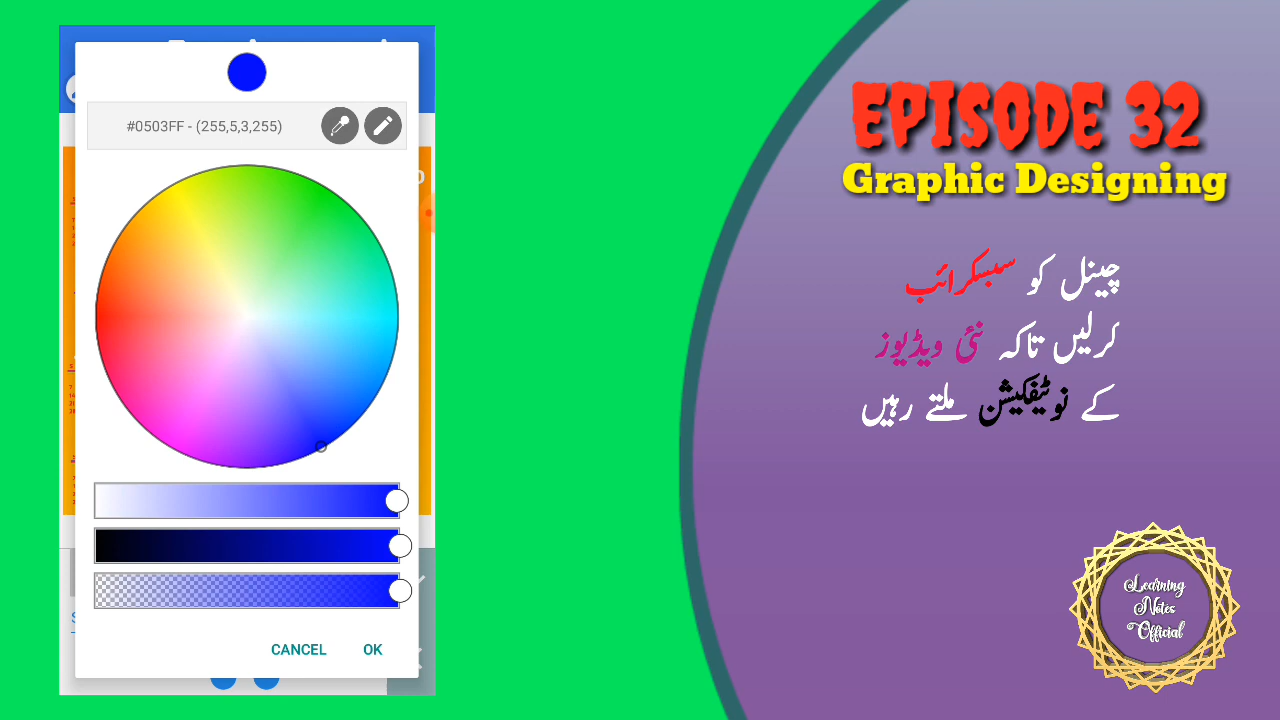 #0503FF - (255,5,3,255)
CANCEL
OK
EPISODE 32
Graphic Designing
چینل کو سبسکرائب
کرلیں تاکہ نئی ویڈیوز
کے نوٹیفکیشن ملتے رہیں
Learning
Notes
Official